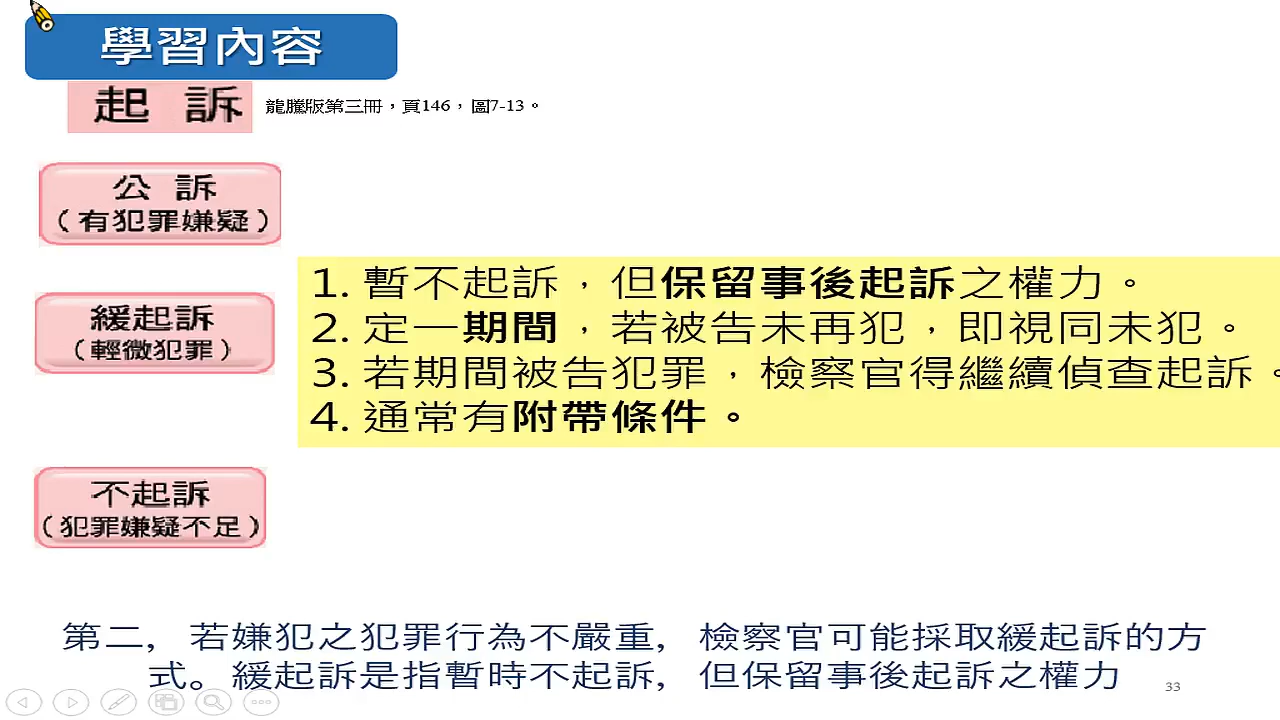 學習內容
起 訴
龍騰版第三冊，頁146，圖7-13。
公 訴
（有犯罪嫌疑）
緩起訴
（輕微犯罪）
1. 暫不起訴，但保留事後起訴之權力。
2. 定一期間，若被告未再犯，即視同未犯。
3. 若期間被告犯罪，檢察官得繼續偵查起訴。
4. 通常有附帶條件。
不起訴
（犯罪嫌疑不足）
第二，若嫌犯之犯罪行為不嚴重，檢察官可能採取緩起訴的方
式。緩起訴是指暫時不起訴，但保留事後起訴之權力
33